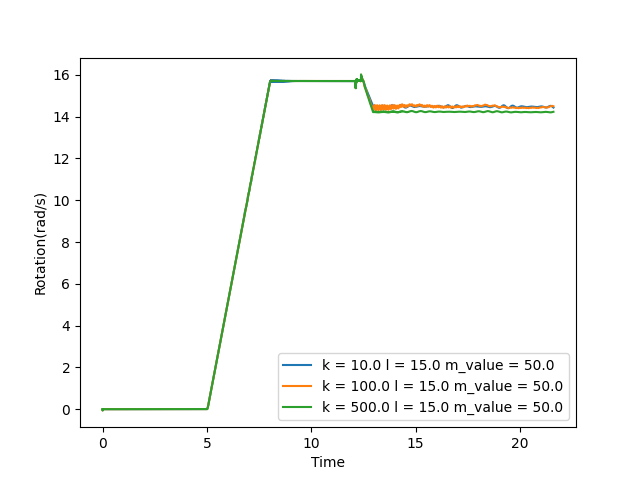 16
14
12
10
8
6
4
2
0
Rotation(rad/s)
k = 10.0 l = 15.0 m_value = 50.0
k = 100.0 l = 15.0 m_value = 50.0
k = 500.0 l = 15.0 m_value = 50.0
0 5 10 15 20
Time